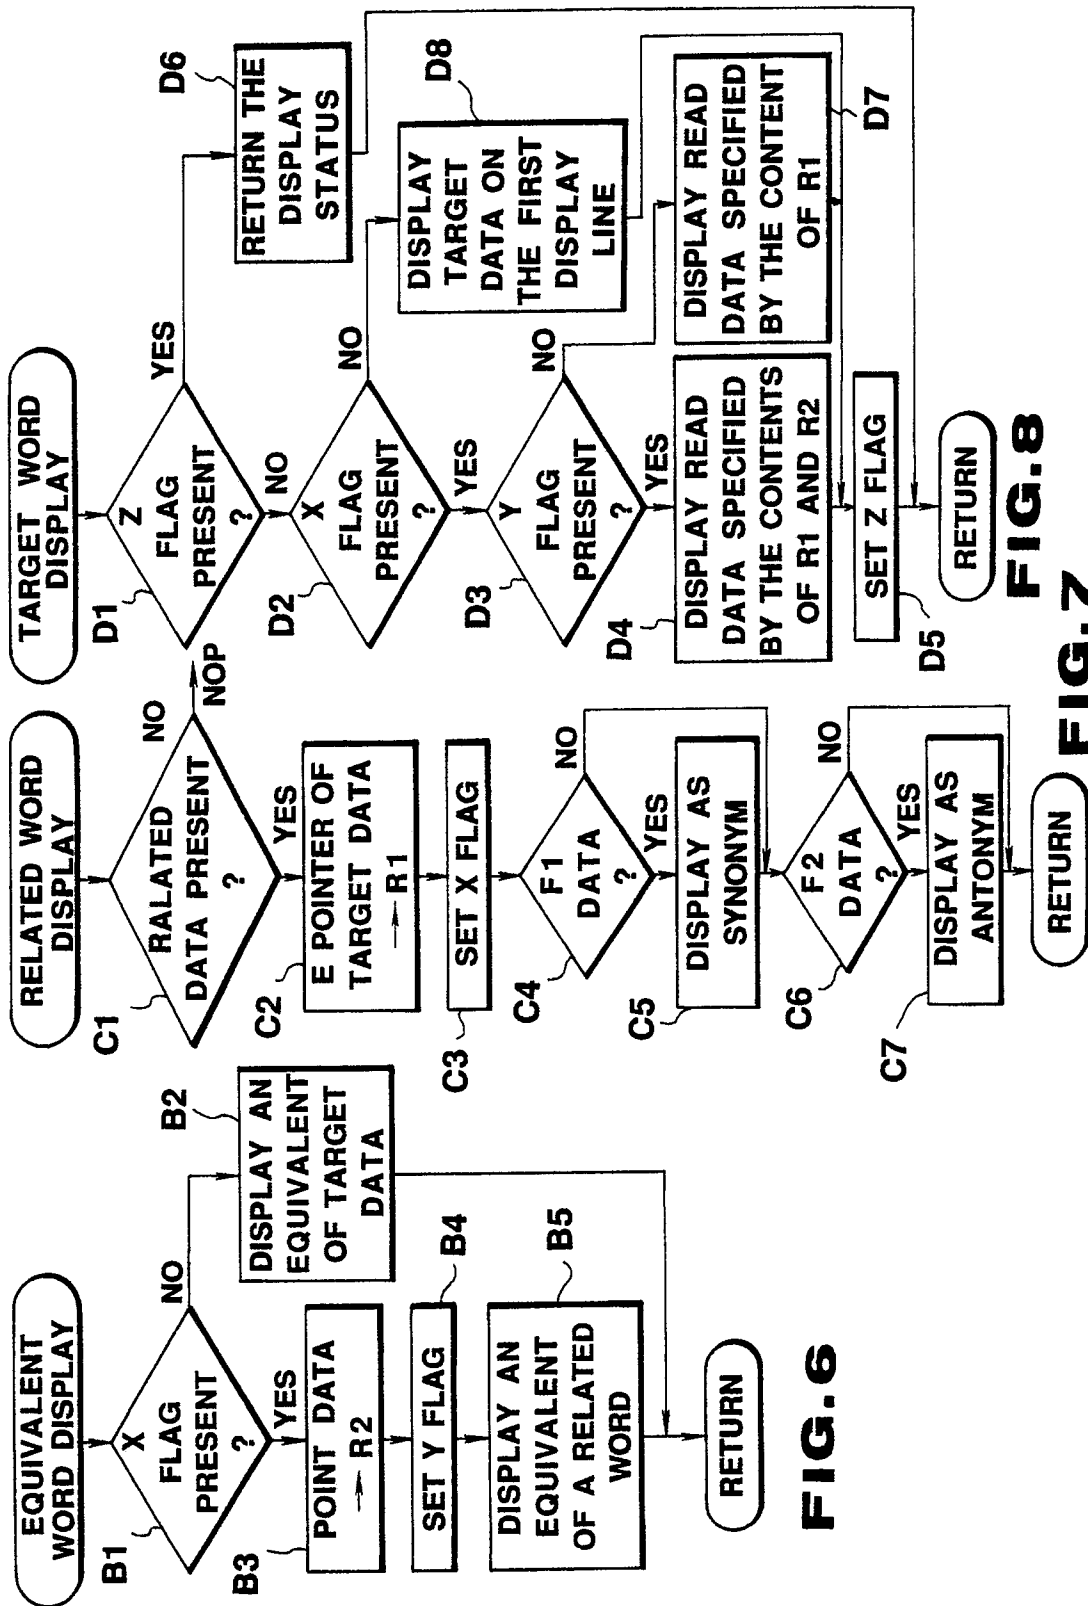 EQUIVALENT
WORD DISPLAY
B1
X
FLAG
PRESENT
?
NO
YES
B2
DISPLAY AN
EQUIVALENT
OF TARGET
DATA
B3
POINT DATA
→ R2
SET Y FLAG
B4
DISPLAY AN
EQUIVALENT
OF A RELATED
WORD
B5
RETURN
FIG.6
RELATED WORD
DISPLAY
C1
RALATED
DATA PRESENT
?
NO
NOP
YES
C2
E POINTER OF
TARGET DATA
→ R1
C3
SET X FLAG
C4
F1
DATA
?
NO
YES
C5
DISPLAY AS
SYNONYM
C6
F2
DATA
?
NO
YES
C7
DISPLAY AS
ANTONYM
RETURN
FIG.7
TARGET WORD
DISPLAY
D1
Z
FLAG
PRESENT
?
YES
NO
D6
RETURN THE
DISPLAY
STATUS
D2
X
FLAG
PRESENT
?
NO
YES
D8
DISPLAY
TARGET
DATA ON
THE FIRST
DISPLAY
LINE
D3
Y
FLAG
PRESENT
?
NO
YES
D4
DISPLAY READ
DATA SPECIFIED
BY THE CONTENTS
OF R1 AND R2
DISPLAY READ
DATA SPECIFIED
BY THE CONTENT
OF R1
D7
SET Z FLAG
D5
RETURN
FIG.8